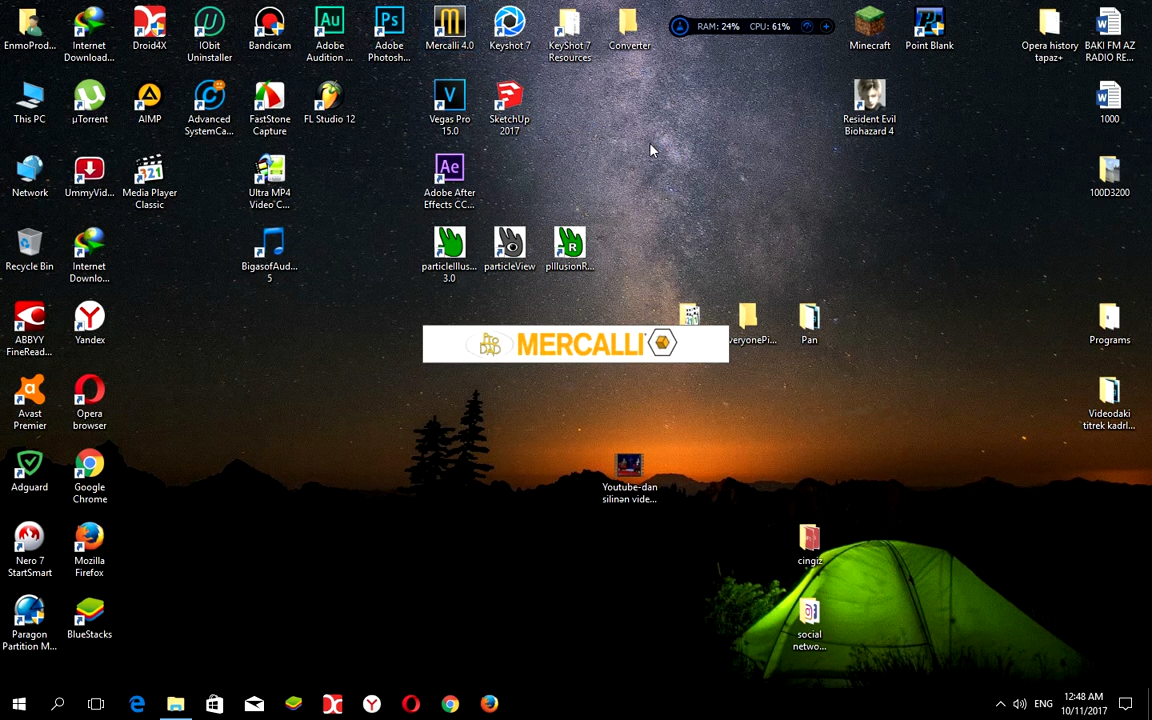 RAM: 24% CPU: 61%
EnmoProd...
Internet
Download...
Droid4X
IObit
Uninstaller
Bandicam
Adobe
Audition ...
Adobe
Photosh...
Mercalli 4.0
Keyshot 7
KeyShot 7
Resources
Converter
Minecraft
Point Blank
Opera history
tapaz+
BAKI FM AZ
RADIO RE...
This PC
µTorrent
AIMP
Advanced
SystemCa...
FastStone
Capture
FL Studio 12
Vegas Pro
15.0
SketchUp
2017
Resident Evil
Biohazard 4
1000
Network
UmmyVid...
Media Player
Classic
Ultra MP4
Video C...
Adobe After
Effects CC...
100D3200
Recycle Bin
Internet
Downlo...
BigasofAud...
5
particleIllus...
3.0
particleView
pIllusionR...
ABBYY
FineRead...
Yandex
PRO
DAD
MERCALLI
veryonePi...
Pan
Programs
Avast
Premier
Opera
browser
Videodaki
titrek kadrl...
Adguard
Google
Chrome
Youtube-dan
silinən vide...
Nero 7
StartSmart
Mozilla
Firefox
cingiz
Paragon
Partition M...
BlueStacks
social
netwo...
ENG
12:48 AM
10/11/2017